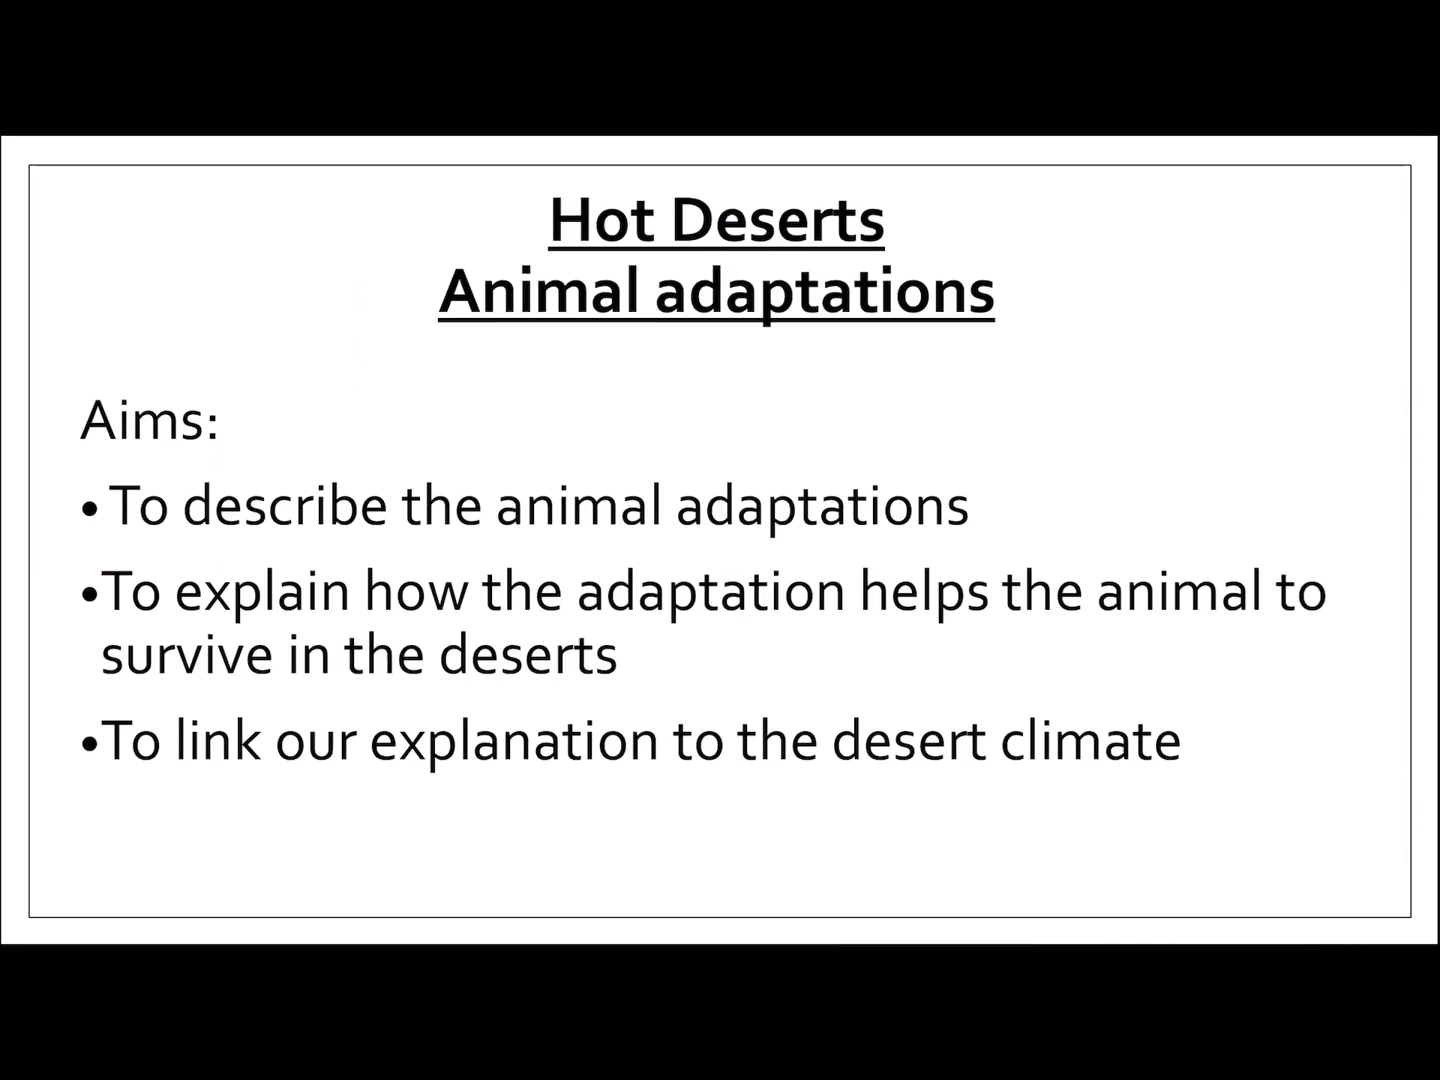 Hot Deserts
Animal adaptations
Aims:
• To describe the animal adaptations
•To explain how the adaptation helps the animal to
survive in the deserts
•To link our explanation to the desert climate